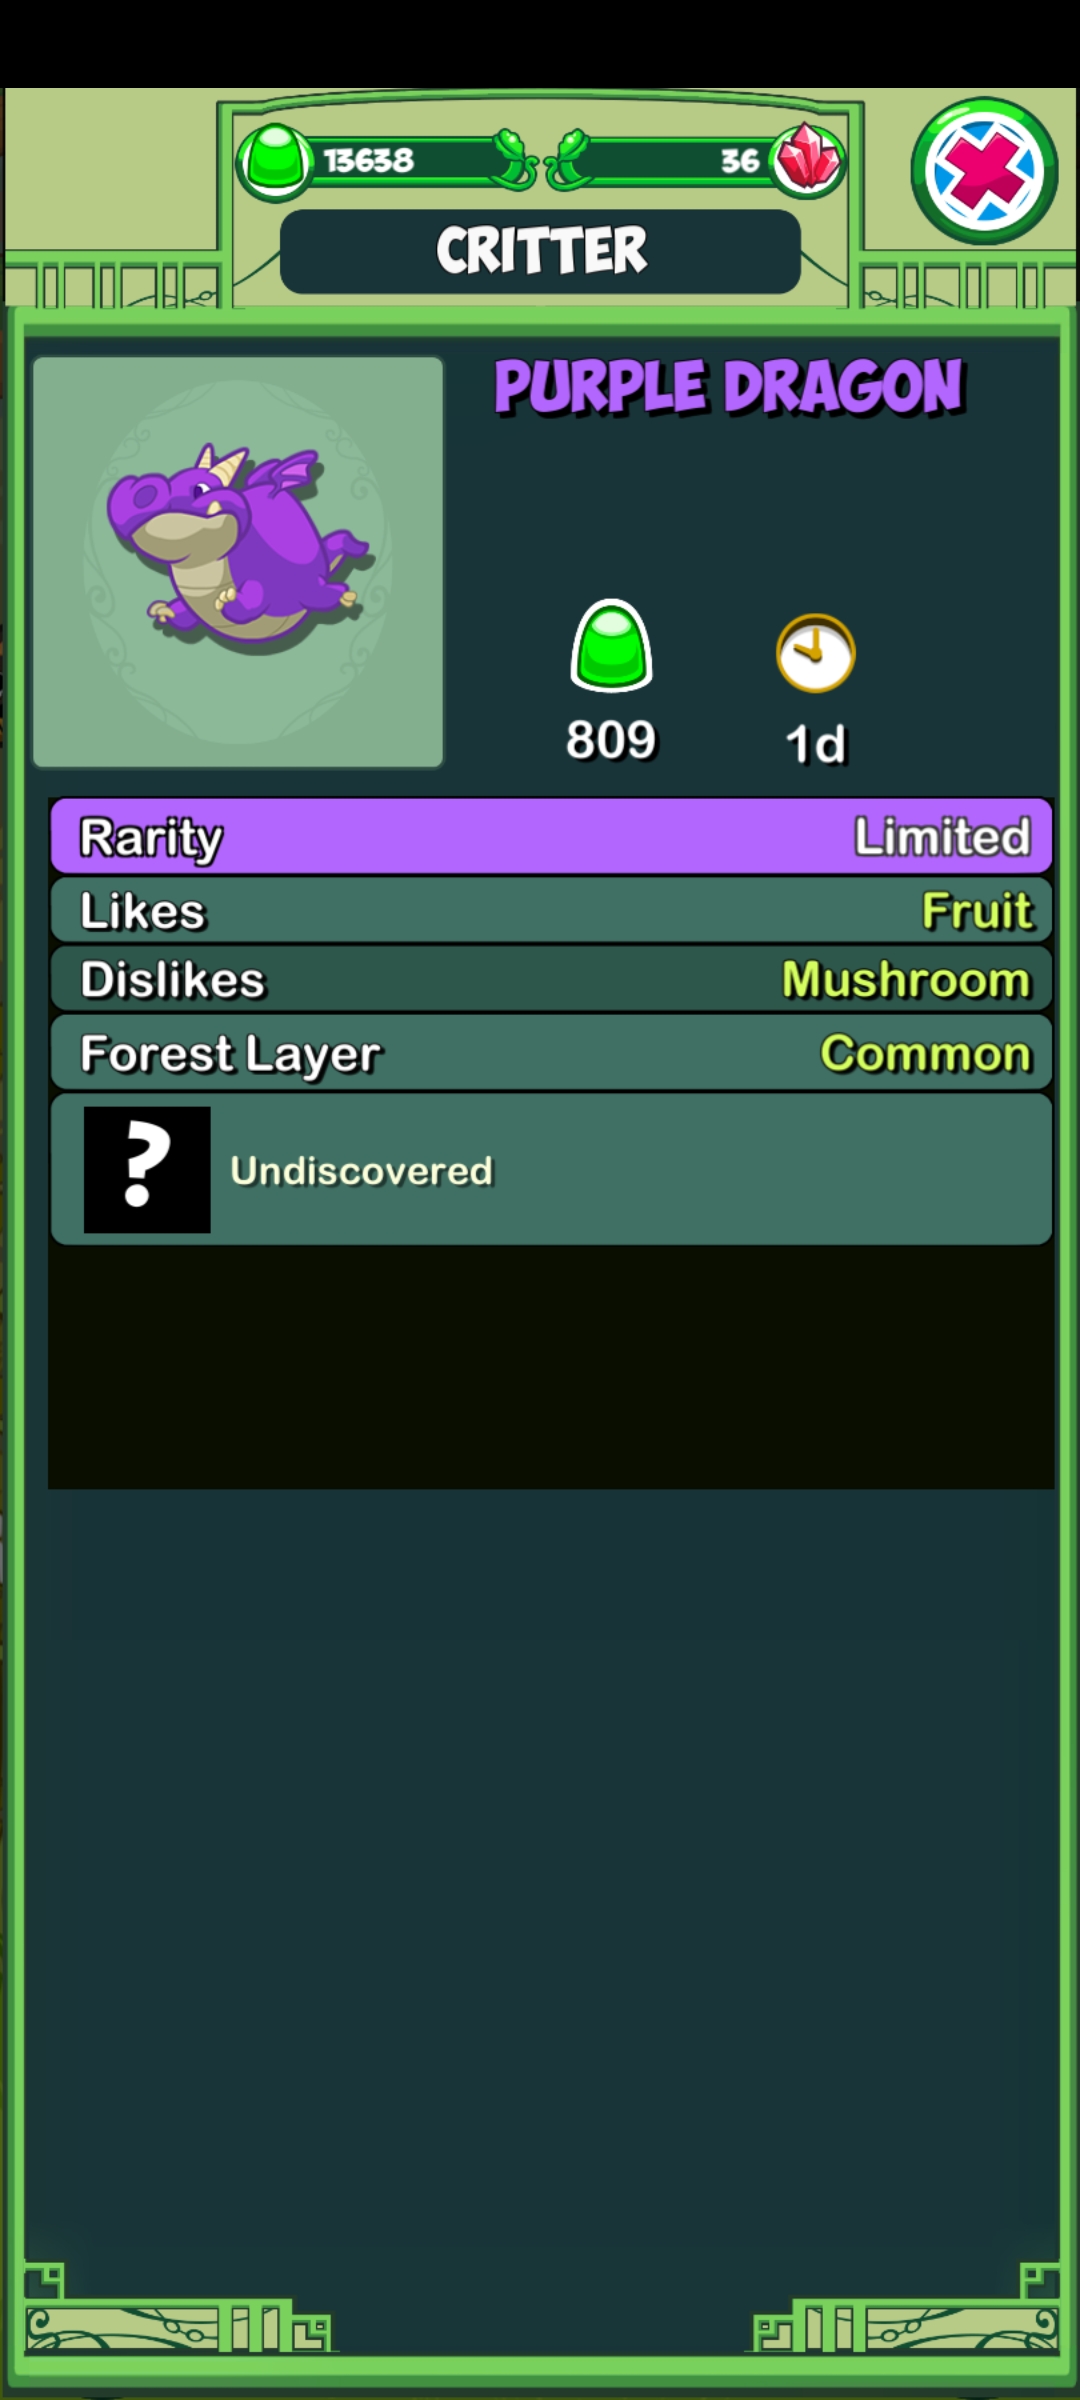 13638
36
CRITTER
PURPLE DRAGON
809
1d
Rarity Limited
Likes Fruit
Dislikes Mushroom
Forest Layer Common
? Undiscovered